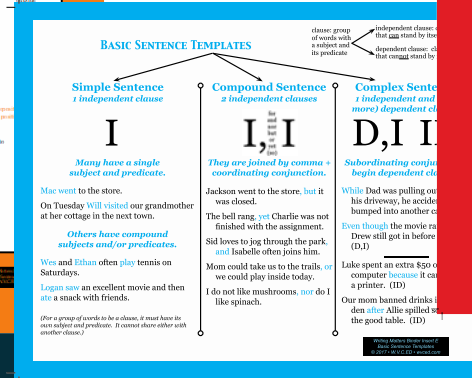 clause: group
of words with
a subject and
its predicate
independent clause:
that can stand by
dependent clause:
that cannot stand by
BASIC SENTENCE TEMPLATES
Simple Sentence
1 independent clause
I
Many have a single
subject and predicate.
Mac went to the store.
On Tuesday Will visited our grandmother
at her cottage in the next town.
Others have compound
subjects and/or predicates.
Wes and Ethan often play tennis on
Saturdays.
Logan saw an excellent movie and then
ate a snack with friends.
(For a group of words to be a clause, it must have its
own subject and predicate. It cannot share either with
another clause.)
Compound Sentence
2 independent clauses
I, I
for
and
nor
but
or
yet
(so)
They are joined by comma +
coordinating conjunction.
Jackson went to the store, but it
was closed.
The bell rang, yet Charlie was not
finished with the assignment.
Sid loves to jog through the park,
and Isabelle often joins him.
Mom could take us to the trails, or
we could play inside today.
I do not like mushrooms, nor do I
like spinach.
Complex Sente
1 independent and
more) dependent cl
D,I I
Subordinating conju
begin dependent cl
While Dad was pulling ou
his driveway, he accide
bumped into another c
Even though the movie ra
Drew still got in before
(D,I)
Luke spent an extra $50 o
computer because it ca
a printer. (ID)
Our mom banned drinks i
den after Allie spilled s
the good table. (ID)
Writing Matters Binder Insert E
Basic Sentence Templates
© 2017 • W.V.C.ED • wvced.com